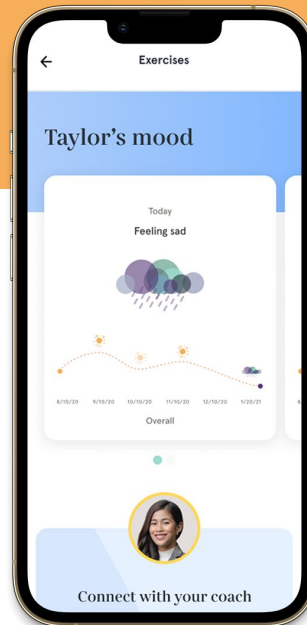 Exercises
Taylor's mood
Today
Feeling sad
8/10/20 9/10/20 10/10/20 11/10/20 12/10/20 1/20/21
Overall
Connect with your coach